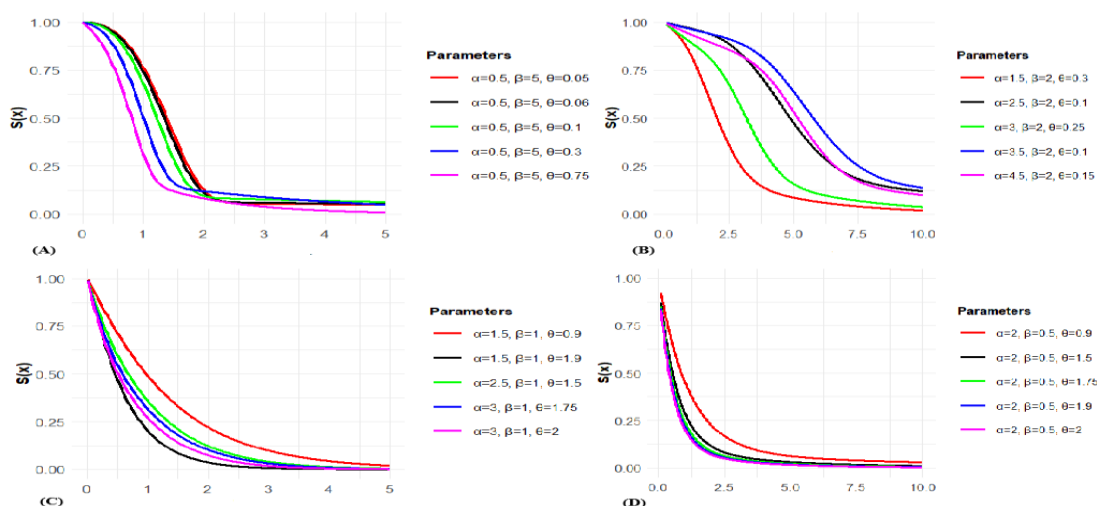 1.00
0.75
0.50
0.25
0.00
S(x)
0 1 2 3 4 5
(A)
Parameters
α=0.5, β=5, θ=0.05
α=0.5, β=5, θ=0.06
α=0.5, β=5, θ=0.1
α=0.5, β=5, θ=0.3
α=0.5, β=5, θ=0.75
1.00
0.75
0.50
0.25
0.00
S(x)
0.0 2.5 5.0 7.5 10.0
(B)
Parameters
α=1.5, β=2, θ=0.3
α=2.5, β=2, θ=0.1
α=3, β=2, θ=0.25
α=3.5, β=2, θ=0.1
α=4.5, β=2, θ=0.15
1.00
0.75
0.50
0.25
0.00
S(x)
0 1 2 3 4 5
(C)
Parameters
α=1.5, β=1, θ=0.9
α=1.5, β=1, θ=1.9
α=2.5, β=1, θ=1.5
α=3, β=1, θ=1.75
α=3, β=1, θ=2
1.00
0.75
0.50
0.25
0.00
S(x)
0.0 2.5 5.0 7.5 10.0
(D)
Parameters
α=2, β=0.5, θ=0.9
α=2, β=0.5, θ=1.5
α=2, β=0.5, θ=1.75
α=2, β=0.5, θ=1.9
α=2, β=0.5, θ=2